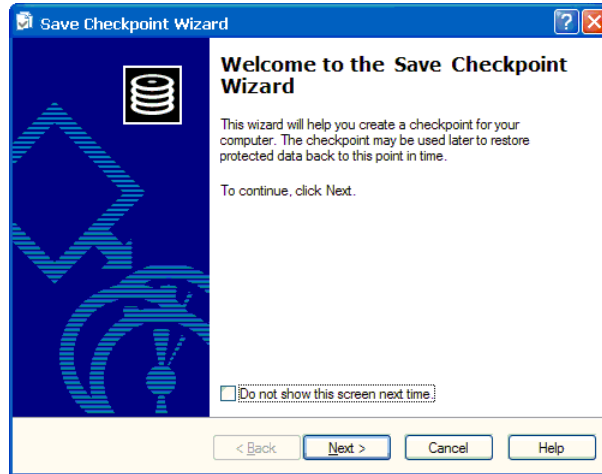 Save Checkpoint Wizard
Welcome to the Save Checkpoint
Wizard
This wizard will help you create a checkpoint for your
computer. The checkpoint may be used later to restore
protected data back to this point in time.
To continue, click Next.
Do not show this screen next time.
< Back
Next >
Cancel
Help